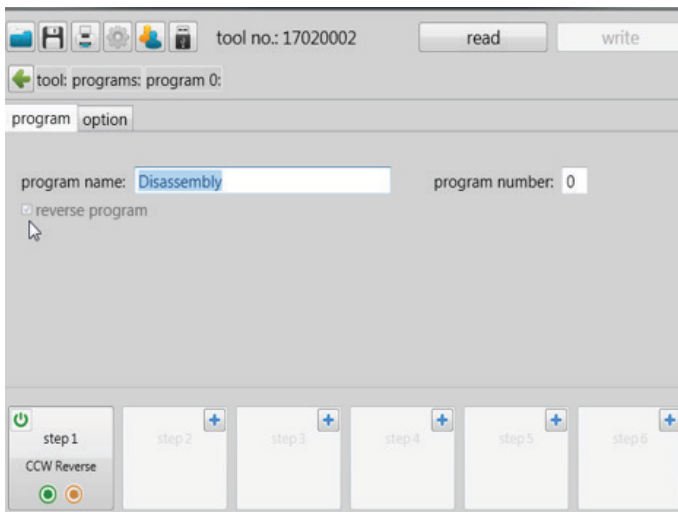 tool no.: 17020002 read write
tool: programs: program 0:
program option
program name: Disassembly program number: 0
reverse program
step 1 step 2 step 3 step 4 step 5 step 6
CCW Reverse